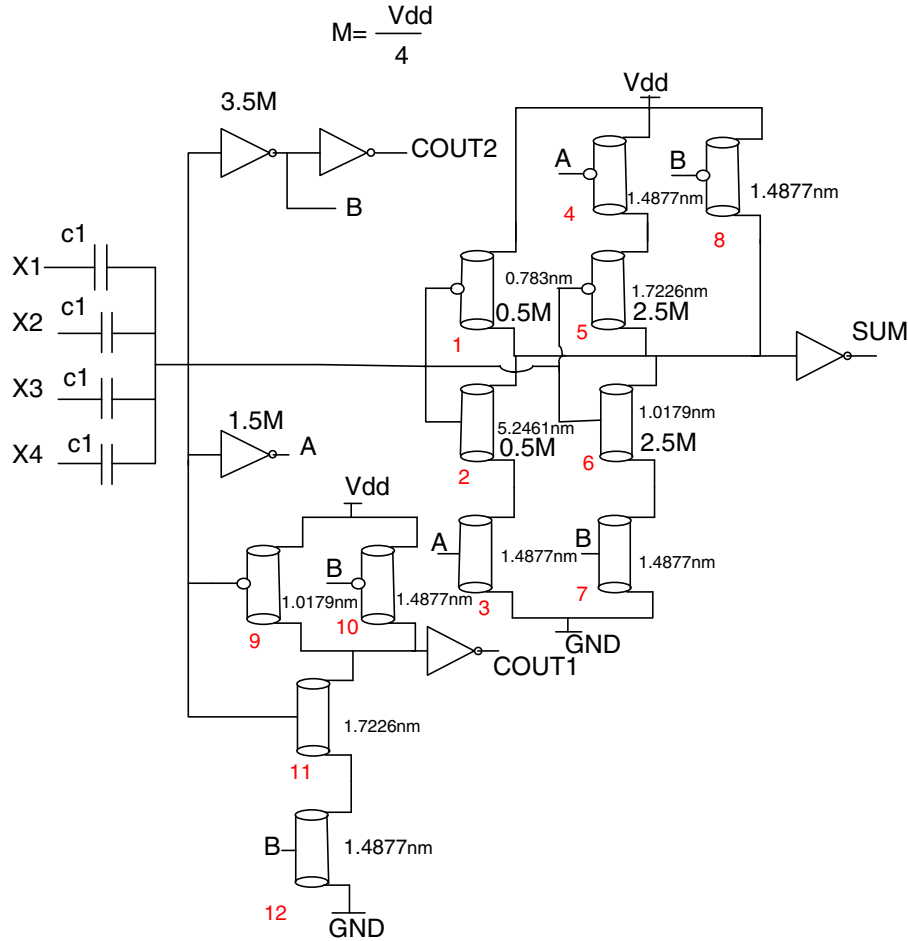 M= Vdd
4
3.5M
Vdd
COUT2
A
B
B
1.4877nm
1.4877nm
4
8
c1
X1
0.783nm
1.7226nm
0.5M
2.5M
c1
X2
1
5
SUM
c1
X3
1.5M
5.2461nm
1.0179nm
0.5M
2.5M
c1
X4
A
2
6
Vdd
A
1.4877nm
B
1.4877nm
B
1.0179nm
1.4877nm
3
7
9
10
GND
COUT1
1.7226nm
11
B
1.4877nm
12
GND